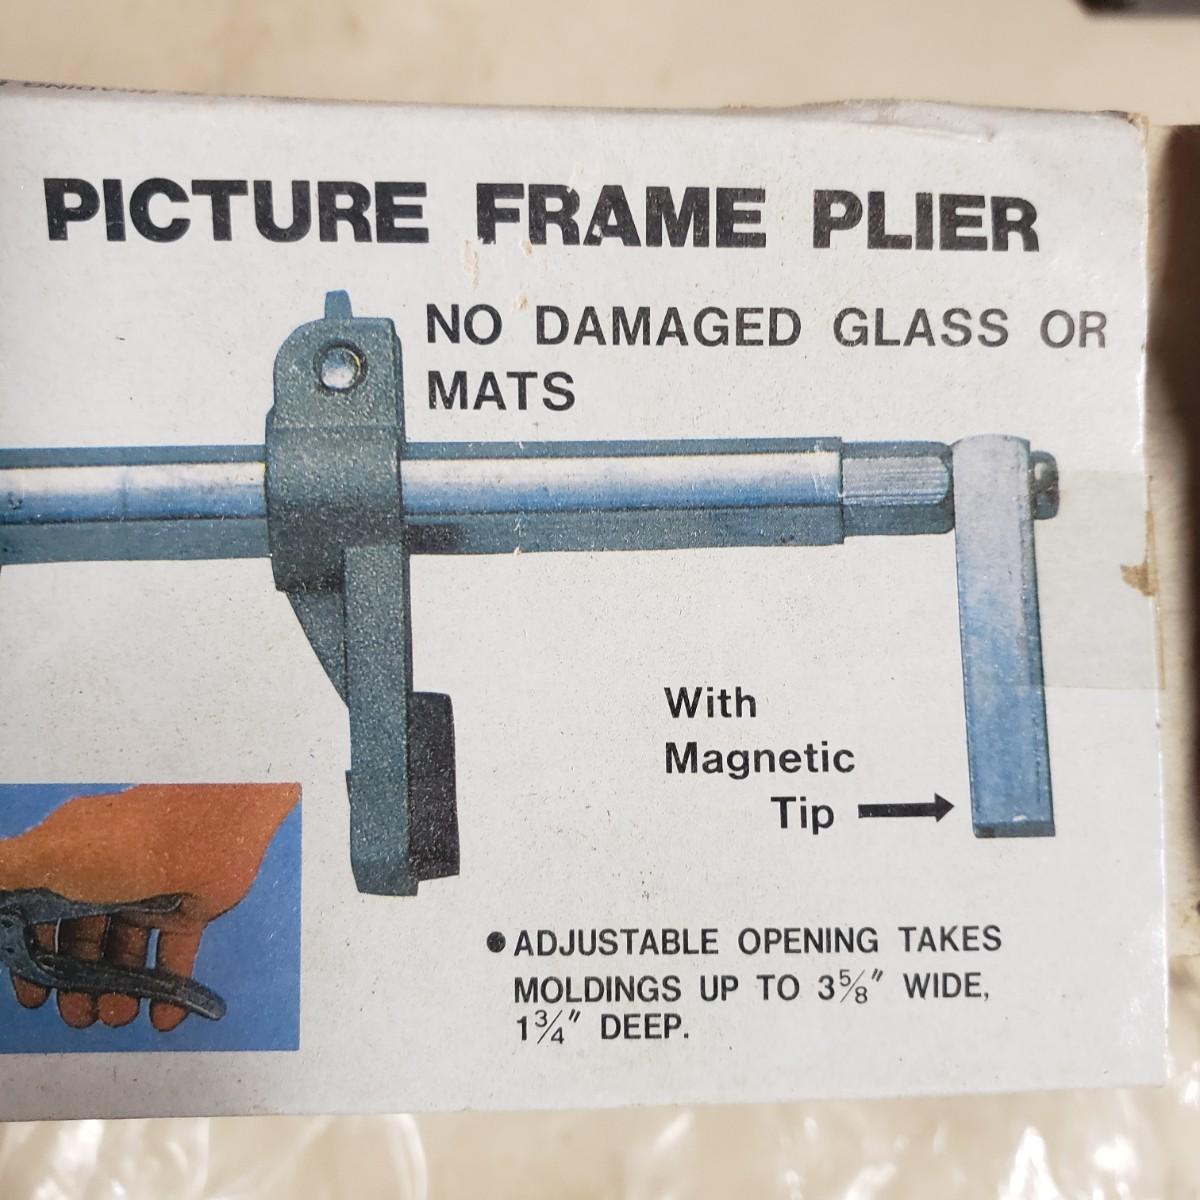 PICTURE FRAME PLIER
NO DAMAGED GLASS OR
MATS
With
Magnetic
Tip
● ADJUSTABLE OPENING TAKES
MOLDINGS UP TO 3⅝" WIDE,
1¾" DEEP.